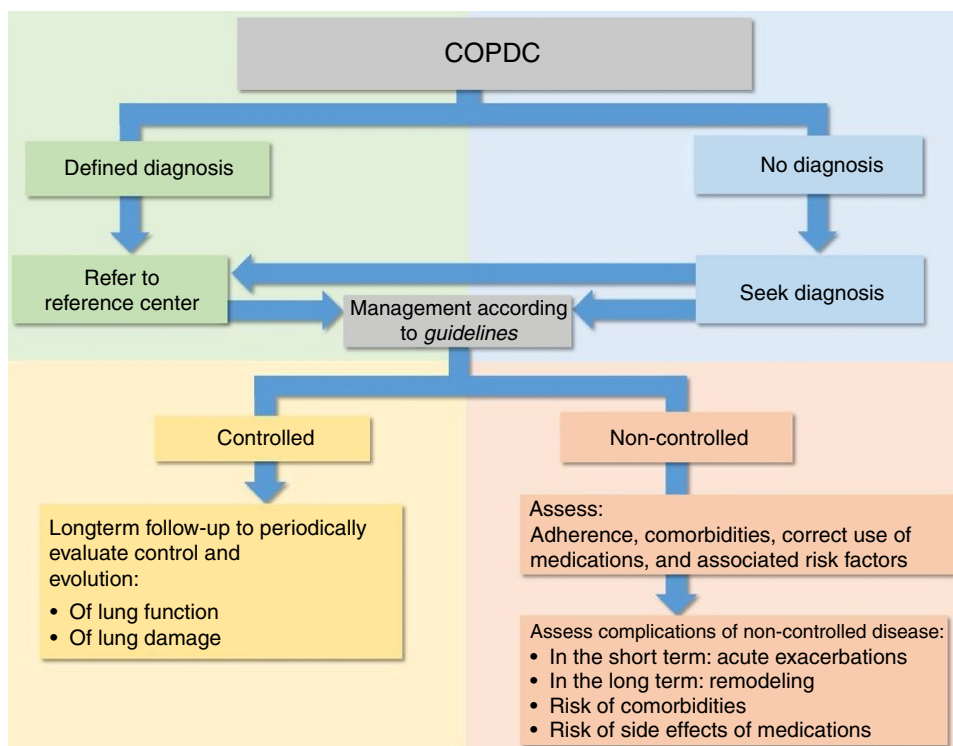 COPDC
Defined diagnosis
No diagnosis
Refer to
reference center
Seek diagnosis
Management according
to guidelines
Controlled
Non-controlled
Longterm follow-up to periodically
evaluate control and
evolution:
• Of lung function
• Of lung damage
Assess:
Adherence, comorbidities, correct use of
medications, and associated risk factors
Assess complications of non-controlled disease:
• In the short term: acute exacerbations
• In the long term: remodeling
• Risk of comorbidities
• Risk of side effects of medications